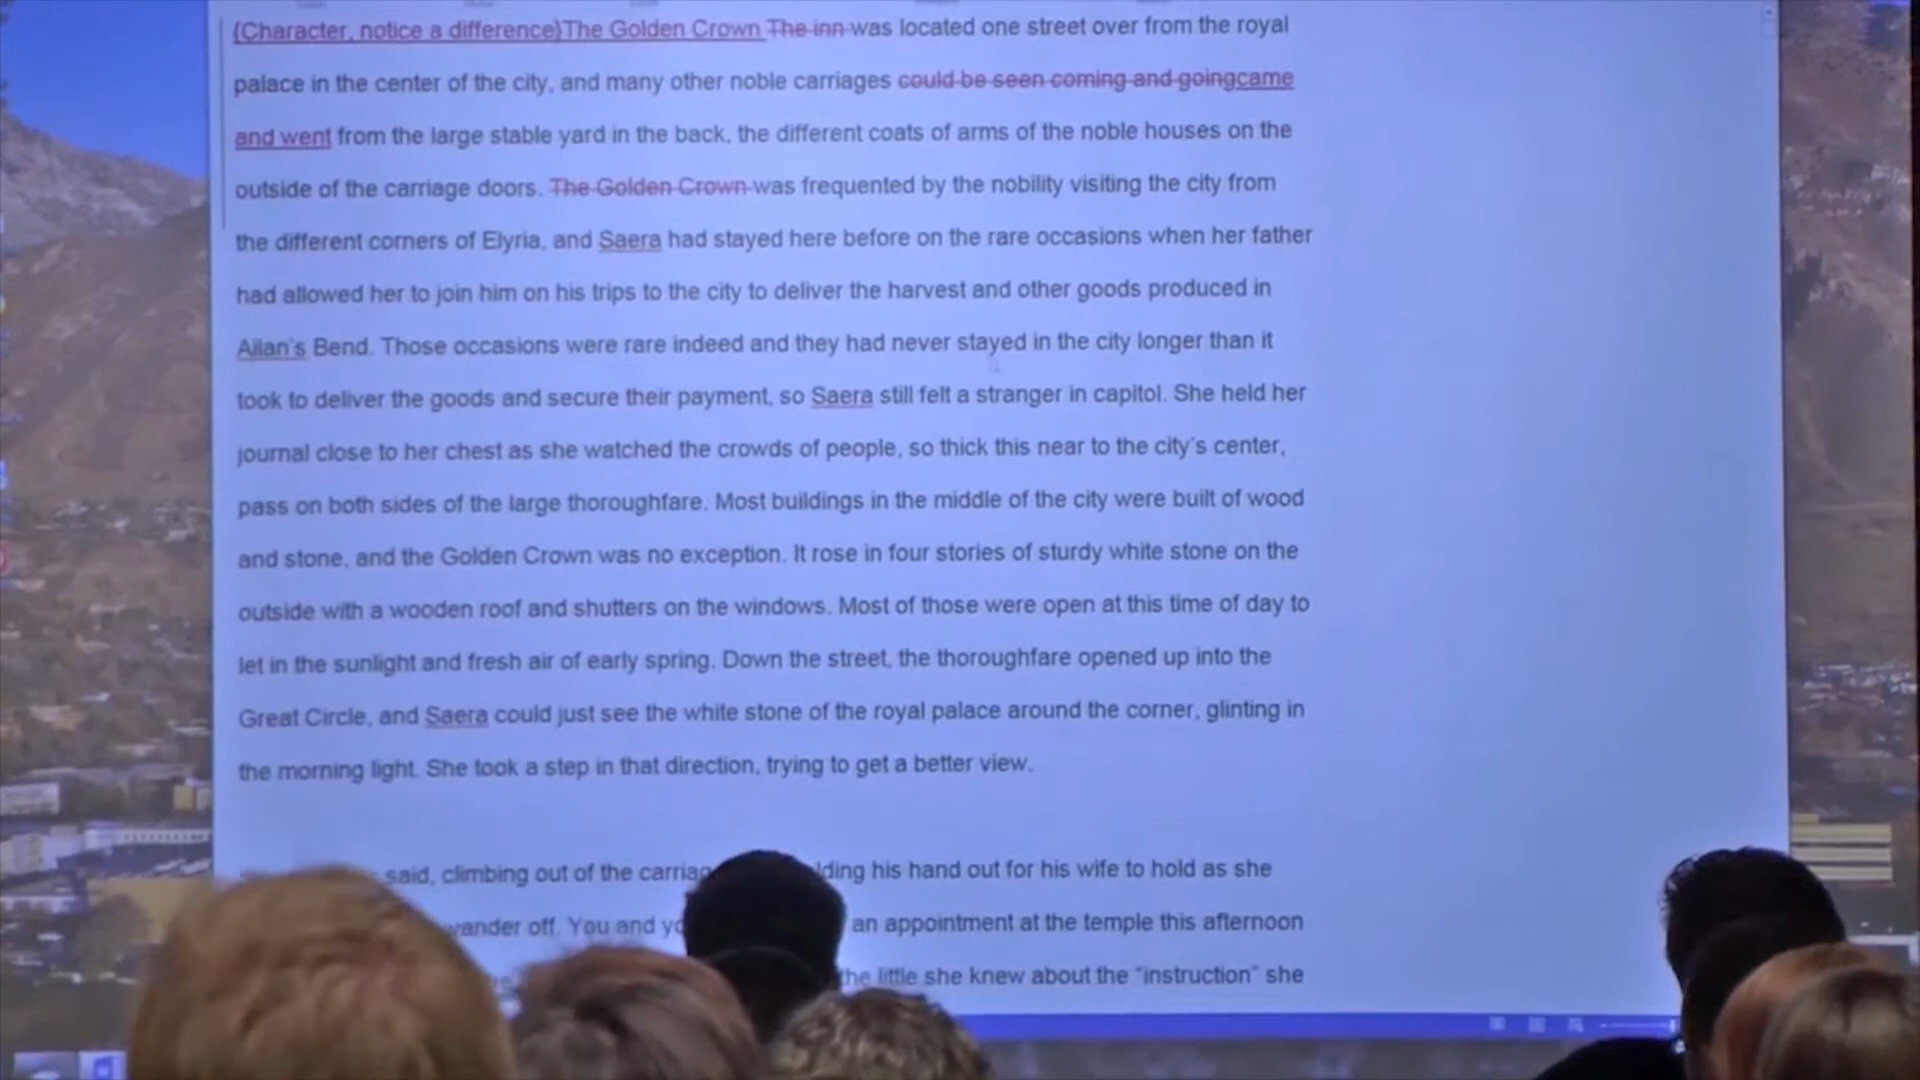 {Character, notice a difference}The Golden Crown The inn was located one street over from the royal
palace in the center of the city, and many other noble carriages could be seen coming and goingcame
and went from the large stable yard in the back, the different coats of arms of the noble houses on the
outside of the carriage doors. The Golden Crown was frequented by the nobility visiting the city from
the different corners of Elyria, and Saera had stayed here before on the rare occasions when her father
had allowed her to join him on his trips to the city to deliver the harvest and other goods produced in
Ailan's Bend. Those occasions were rare indeed and they had never stayed in the city longer than it
took to deliver the goods and secure their payment, so Saera still felt a stranger in capitol. She held her
journal close to her chest as she watched the crowds of people, so thick this near to the city's center,
pass on both sides of the large thoroughfare. Most buildings in the middle of the city were built of wood
and stone, and the Golden Crown was no exception. It rose in four stories of sturdy white stone on the
outside with a wooden roof and shutters on the windows. Most of those were open at this time of day to
let in the sunlight and fresh air of early spring. Down the street, the thoroughfare opened up into the
Great Circle, and Saera could just see the white stone of the royal palace around the corner, glinting in
the morning light. She took a step in that direction, trying to get a better view.
said, climbing out of the his hand out for his wife to hold as she
off. You and an appointment at the temple this afternoon
the little she knew about the "instruction" she